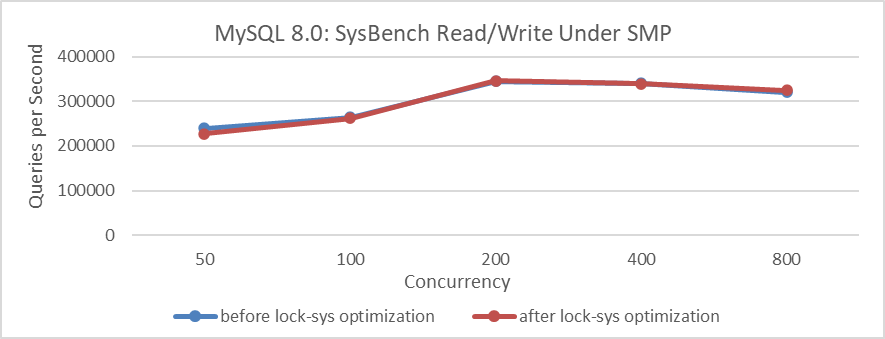 MySQL 8.0: SysBench Read/Write Under SMP
Queries per Second
400000
300000
200000
100000
0
50 100 200 400 800
Concurrency
before lock-sys optimization after lock-sys optimization